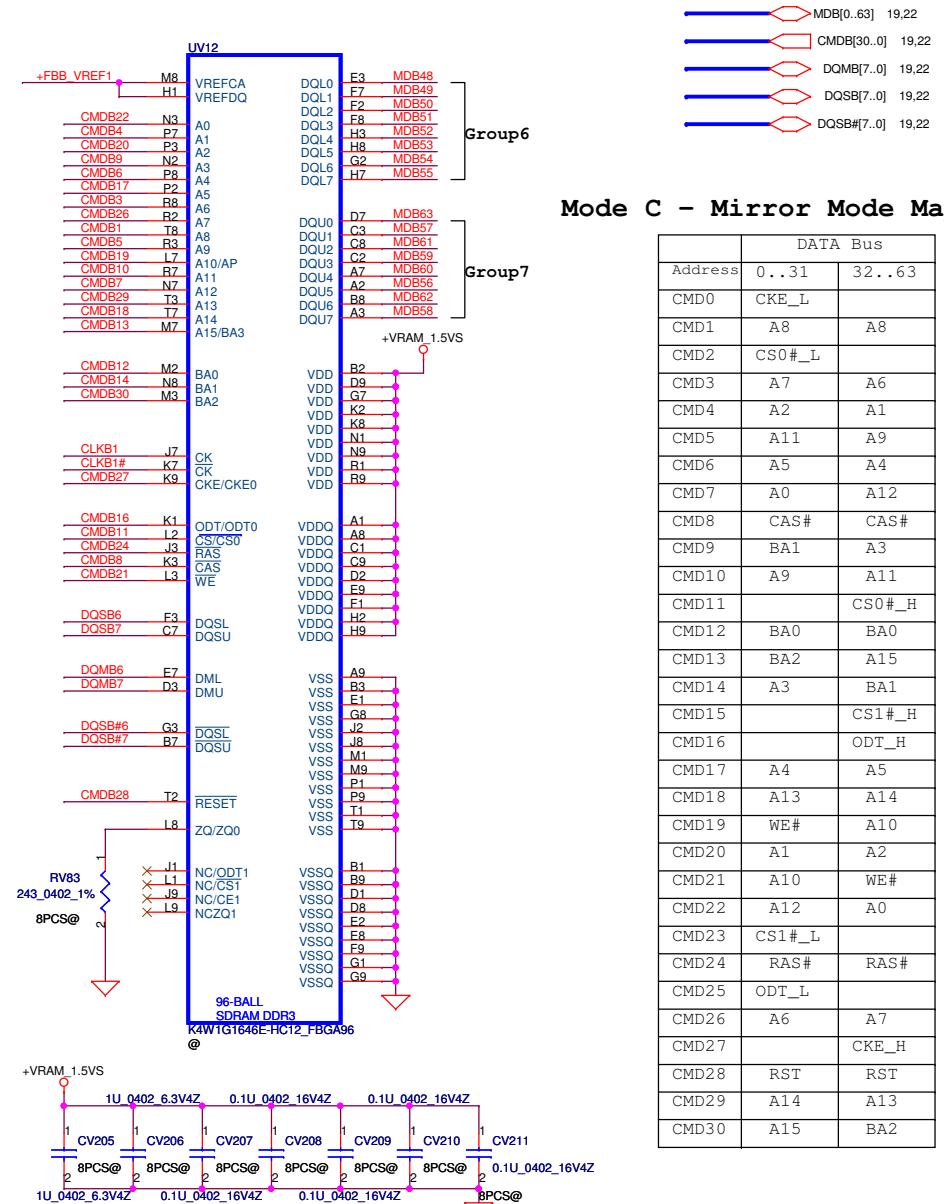 MDB[0..63] 19,22
CMDB[30..0] 19,22
DQMB[7..0] 19,22
DQSB[7..0] 19,22
DQSB#[7..0] 19,22
UV12
+FBB_VREF1 M8 VREFCA DQL0 E3 MDB48
H1 VREFDQ DQL1 F7 MDB49
DQL2 F2 MDB50
CMDB22 N3 A0 DQL3 F8 MDB51
CMDB4 P7 A1 DQL4 H3 MDB52
CMDB20 P3 A2 DQL5 H8 MDB53
CMDB9 N2 A3 DQL6 G2 MDB54
CMDB6 P8 A4 DQL7 H7 MDB55
Group6
CMDB17 P2 A5
CMDB3 R8 A6
CMDB26 R2 A7 DQU0 D7 MDB63
CMDB1 T8 A8 DQU1 C3 MDB57
CMDB5 R3 A9 DQU2 C8 MDB61
CMDB19 L7 A10/AP DQU3 C2 MDB59
CMDB10 R7 A11 DQU4 A7 MDB60
CMDB7 N7 A12 DQU5 A2 MDB56
CMDB29 T3 A13 DQU6 B8 MDB62
CMDB18 T7 A14 DQU7 A3 MDB58
Group7
CMDB13 M7 A15/BA3
+VRAM_1.5VS
CMDB12 M2 BA0 VDD B2
CMDB14 N8 BA1 VDD D9
CMDB30 M3 BA2 VDD G7
VDD K2
VDD K8
VDD N1
CLKB1 J7 CK VDD N9
CLKB1# K7 CK VDD R1
CMDB27 K9 CKE/CKE0 VDD R9
CMDB16 K1 ODT/ODT0 VDDQ A1
CMDB11 L2 CS/CS0 VDDQ A8
CMDB24 J3 RAS VDDQ C1
CMDB8 K3 CAS VDDQ C9
CMDB21 L3 WE VDDQ D2
VDDQ E9
VDDQ F1
DQSB6 F3 DQSL VDDQ H2
DQSB7 C7 DQSU VDDQ H9
DQMB6 E7 DML VSS A9
DQMB7 D3 DMU VSS B3
VSS E1
VSS G8
DQSB#6 G3 DQSL VSS J2
DQSB#7 B7 DQSU VSS J8
VSS M1
VSS M9
VSS P1
CMDB28 T2 RESET VSS P9
VSS T1
L8 ZQ/ZQ0 VSS T9
1
RV83
243_0402_1%
8PCS@
2
J1 NC/ODT1 VSSQ B1
L1 NC/CS1 VSSQ B9
J9 NC/CE1 VSSQ D1
L9 NCZQ1 VSSQ D8
VSSQ E2
VSSQ E8
VSSQ F9
VSSQ G1
VSSQ G9
96-BALL
SDRAM DDR3
K4W1G1646E-HC12_FBGA96
@
+VRAM_1.5VS
1U_0402_6.3V4Z 0.1U_0402_16V4Z 0.1U_0402_16V4Z
1 1 1 1 1 1 1
CV205 CV206 CV207 CV208 CV209 CV210 CV211
8PCS@ 8PCS@ 8PCS@ 8PCS@ 8PCS@ 8PCS@ 0.1U_0402_16V4Z
2 2 2 2 2 2 2
1U_0402_6.3V4Z 0.1U_0402_16V4Z 0.1U_0402_16V4Z 8PCS@
Mode C - Mirror Mode Ma
DATA Bus
Address 0..31 32..63
CMD0 CKE_L
CMD1 A8 A8
CMD2 CS0#_L
CMD3 A7 A6
CMD4 A2 A1
CMD5 A11 A9
CMD6 A5 A4
CMD7 A0 A12
CMD8 CAS# CAS#
CMD9 BA1 A3
CMD10 A9 A11
CMD11 CS0#_H
CMD12 BA0 BA0
CMD13 BA2 A15
CMD14 A3 BA1
CMD15 CS1#_H
CMD16 ODT_H
CMD17 A4 A5
CMD18 A13 A14
CMD19 WE# A10
CMD20 A1 A2
CMD21 A10 WE#
CMD22 A12 A0
CMD23 CS1#_L
CMD24 RAS# RAS#
CMD25 ODT_L
CMD26 A6 A7
CMD27 CKE_H
CMD28 RST RST
CMD29 A14 A13
CMD30 A15 BA2